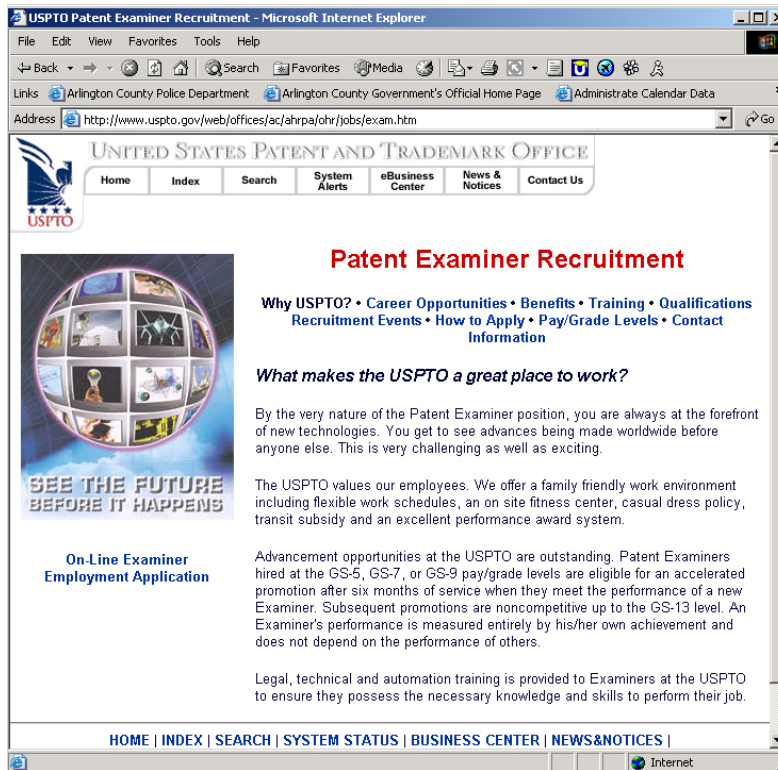 USPTO Patent Examiner Recruitment - Microsoft Internet Explorer
File Edit View Favorites Tools Help
Back Search Favorites Media
Links Arlington County Police Department Arlington County Government's Official Home Page Administrate Calendar Data
Address http://www.uspto.gov/web/offices/ac/ahrpa/ohr/jobs/exam.htm Go
UNITED STATES PATENT AND TRADEMARK OFFICE
Home Index Search System Alerts eBusiness Center News & Notices Contact Us
USPTO
Patent Examiner Recruitment
Why USPTO? • Career Opportunities • Benefits • Training • Qualifications
Recruitment Events • How to Apply • Pay/Grade Levels • Contact
Information
What makes the USPTO a great place to work?
By the very nature of the Patent Examiner position, you are always at the forefront
of new technologies. You get to see advances being made worldwide before
anyone else. This is very challenging as well as exciting.
The USPTO values our employees. We offer a family friendly work environment
including flexible work schedules, an on site fitness center, casual dress policy,
transit subsidy and an excellent performance award system.
SEE THE FUTURE
BEFORE IT HAPPENS
On-Line Examiner
Employment Application
Advancement opportunities at the USPTO are outstanding. Patent Examiners
hired at the GS-5, GS-7, or GS-9 pay/grade levels are eligible for an accelerated
promotion after six months of service when they meet the performance of a new
Examiner. Subsequent promotions are noncompetitive up to the GS-13 level. An
Examiner's performance is measured entirely by his/her own achievement and
does not depend on the performance of others.
Legal, technical and automation training is provided to Examiners at the USPTO
to ensure they possess the necessary knowledge and skills to perform their job.
HOME | INDEX | SEARCH | SYSTEM STATUS | BUSINESS CENTER | NEWS&NOTICES |
Internet